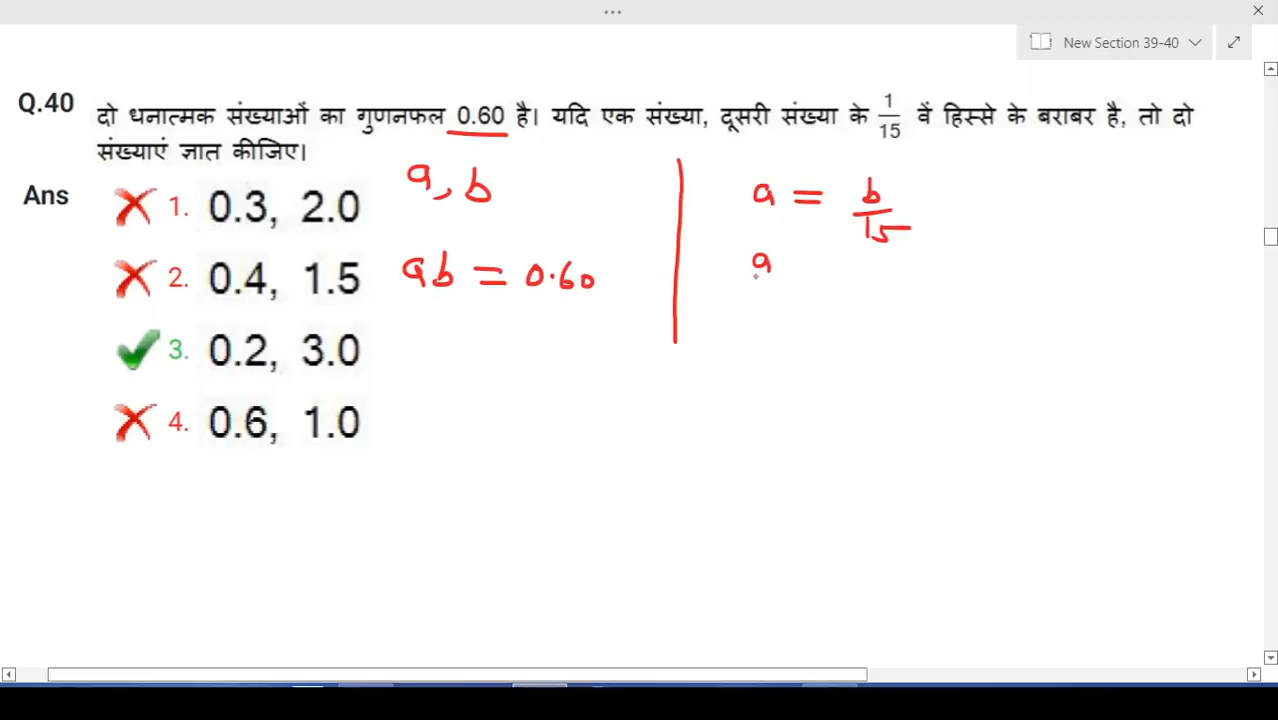 New Section 39-40
Q.40 दो धनात्मक संख्याओं का गुणनफल 0.60 है। यदि एक संख्या, दूसरी संख्या के 1/15 वें हिस्से के बराबर है, तो दो
संख्याएं ज्ञात कीजिए।
Ans
1. 0.3, 2.0
2. 0.4, 1.5
3. 0.2, 3.0
4. 0.6, 1.0
a, b
ab = 0.60
a = b/15
a